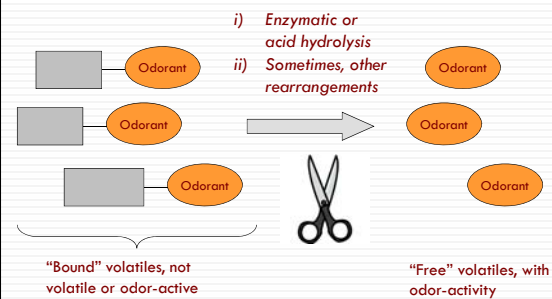 i) Enzymatic or
acid hydrolysis
ii) Sometimes, other
rearrangements
Odorant
Odorant
Odorant
Odorant
Odorant
Odorant
“Bound” volatiles, not
volatile or odor-active
“Free” volatiles, with
odor-activity